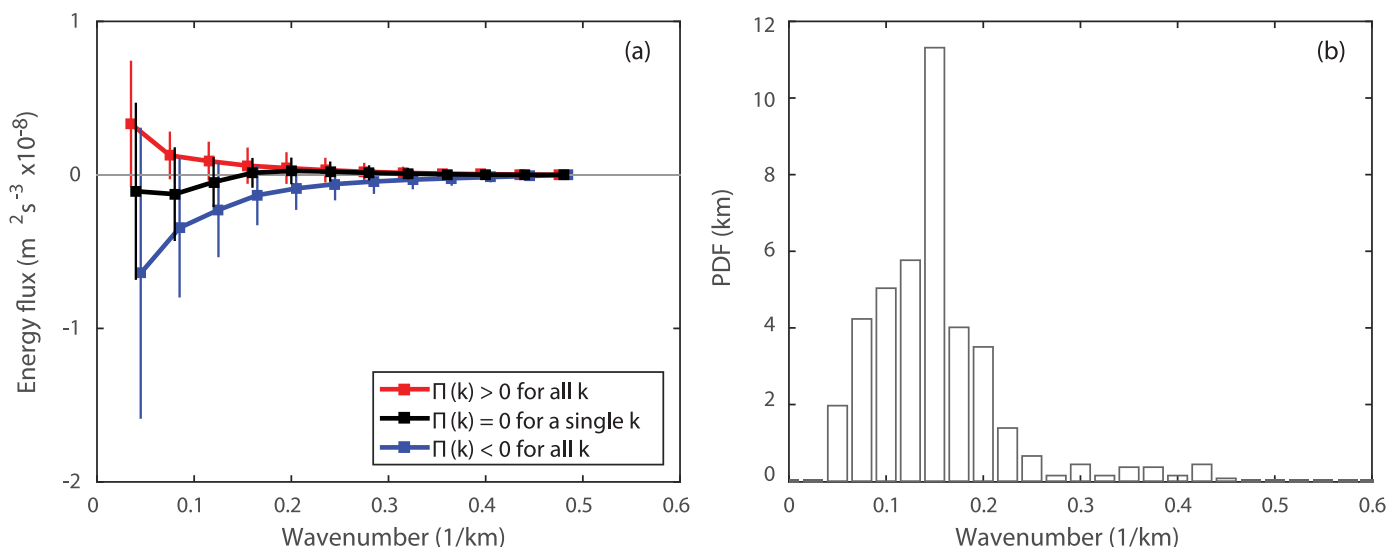 (a)
1
0
-1
-2
Energy flux (m 2 s-3 x10-8)
0 0.1 0.2 0.3 0.4 0.5 0.6
Wavenumber (1/km)
Π(k) > 0 for all k
Π(k) = 0 for a single k
Π(k) < 0 for all k
(b)
12
10
8
6
4
2
0
PDF (km)
0 0.1 0.2 0.3 0.4 0.5 0.6
Wavenumber (1/km)